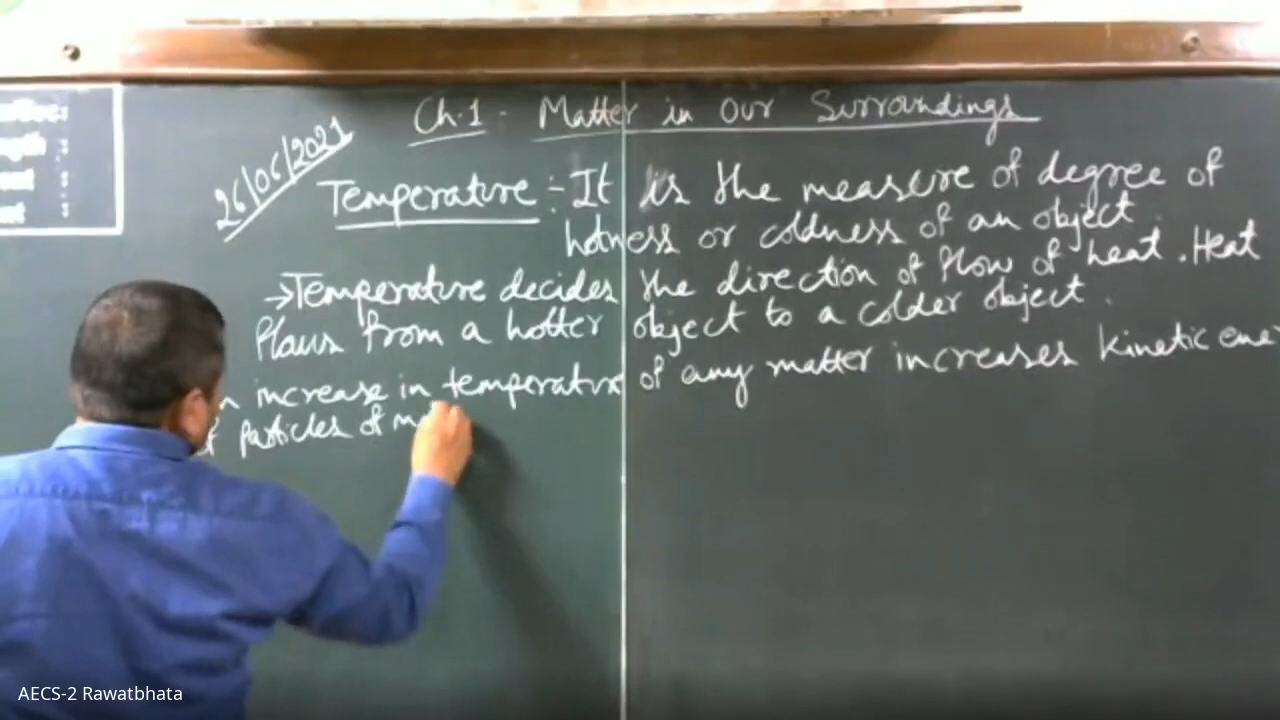 Ch.1 - Matter in Our Surroundings
26/06/2021
Temperature :- It is the measure of degree of
hotness or coldness of an object
→ Temperature decides the direction of flow of heat. Heat
flows from a hotter object to a colder object.
increase in temperature of any matter increases kinetic ene
of particles of m
AECS-2 Rawatbhata